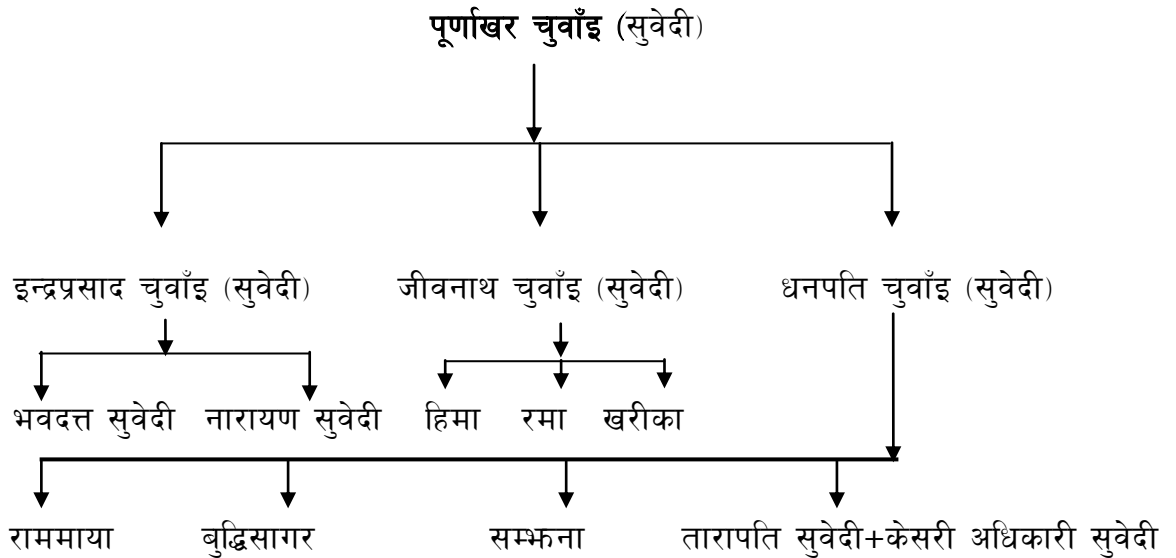 पूर्णाखर चुवाँइ (सुवेदी)
इन्द्रप्रसाद चुवाँइ (सुवेदी) जीवनाथ चुवाँइ (सुवेदी) धनपति चुवाँइ (सुवेदी)
भवदत्त सुवेदी नारायण सुवेदी हिमा रमा खरीका
राममाया बुद्धिसागर सम्झना तारापति सुवेदी+केसरी अधिकारी सुवेदी